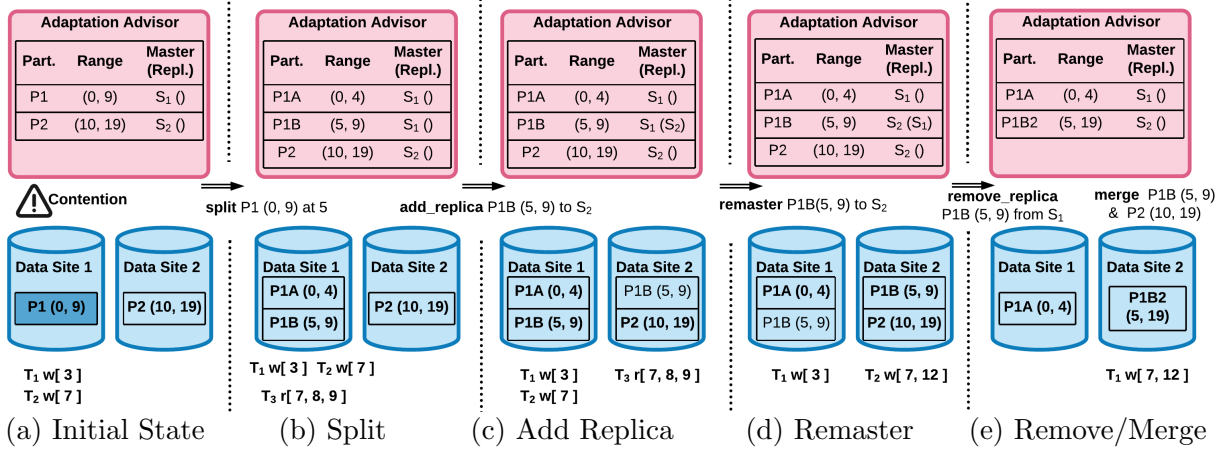 Adaptation Advisor
Part. Range Master (Repl.)
P1 (0, 9) S₁ ()
P2 (10, 19) S₂ ()
Contention
Data Site 1
P1 (0, 9)
Data Site 2
P2 (10, 19)
T₁ w[ 3 ]
T₂ w[ 7 ]
(a) Initial State
split P1 (0, 9) at 5
Adaptation Advisor
Part. Range Master (Repl.)
P1A (0, 4) S₁ ()
P1B (5, 9) S₁ ()
P2 (10, 19) S₂ ()
Data Site 1
P1A (0, 4)
P1B (5, 9)
Data Site 2
P2 (10, 19)
T₁ w[ 3 ] T₂ w[ 7 ]
T₃ r[ 7, 8, 9 ]
(b) Split
add_replica P1B (5, 9) to S₂
Adaptation Advisor
Part. Range Master (Repl.)
P1A (0, 4) S₁ ()
P1B (5, 9) S₁ (S₂)
P2 (10, 19) S₂ ()
Data Site 1
P1A (0, 4)
P1B (5, 9)
Data Site 2
P1B (5, 9)
P2 (10, 19)
T₁ w[ 3 ]
T₂ w[ 7 ]
T₃ r[ 7, 8, 9 ]
(c) Add Replica
remaster P1B(5, 9) to S₂
Adaptation Advisor
Part. Range Master (Repl.)
P1A (0, 4) S₁ ()
P1B (5, 9) S₂ (S₁)
P2 (10, 19) S₂ ()
Data Site 1
P1A (0, 4)
P1B (5, 9)
Data Site 2
P1B (5, 9)
P2 (10, 19)
T₁ w[ 3 ]
T₂ w[ 7, 12 ]
(d) Remaster
remove_replica
P1B (5, 9) from S₁
merge P1B (5, 9)
& P2 (10, 19)
Adaptation Advisor
Part. Range Master (Repl.)
P1A (0, 4) S₁ ()
P1B2 (5, 19) S₂ ()
Data Site 1
P1A (0, 4)
Data Site 2
P1B2
(5, 19)
T₁ w[ 7, 12 ]
(e) Remove/Merge